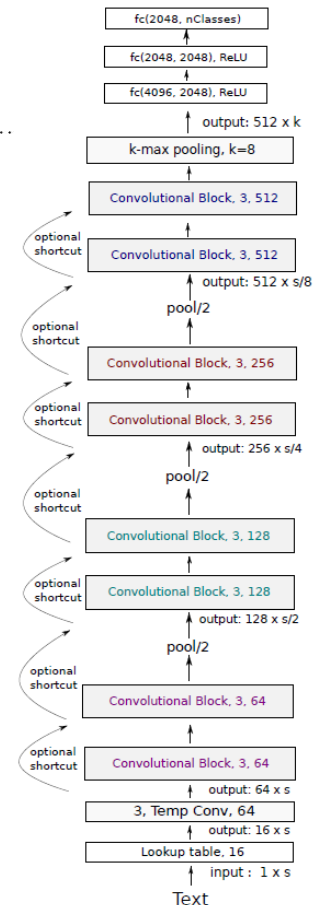 fc(2048, nClasses)
fc(2048, 2048), ReLU
fc(4096, 2048), ReLU
output: 512 x k
..
k-max pooling, k=8
Convolutional Block, 3, 512
optional
shortcut
Convolutional Block, 3, 512
output: 512 x s/8
pool/2
optional
shortcut
Convolutional Block, 3, 256
optional
shortcut
Convolutional Block, 3, 256
output: 256 x s/4
pool/2
optional
shortcut
Convolutional Block, 3, 128
optional
shortcut
Convolutional Block, 3, 128
output: 128 x s/2
pool/2
optional
shortcut
Convolutional Block, 3, 64
optional
shortcut
Convolutional Block, 3, 64
output: 64 x s
3, Temp Conv, 64
output: 16 x s
Lookup table, 16
input : 1 x s
Text